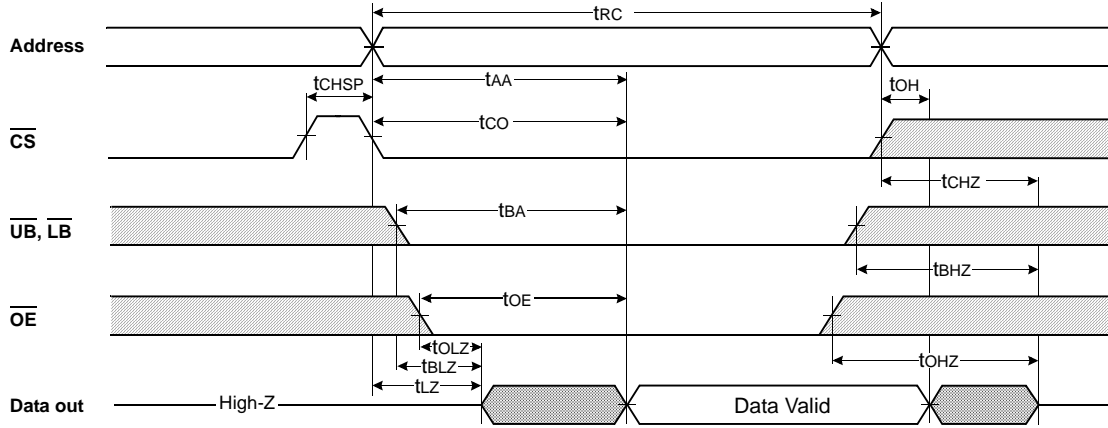 tRC
Address
tCHSP
tAA
tOH
tCO
CS
tCHZ
UB, LB
tBA
tBHZ
OE
tOE
tOLZ
tBLZ
tOHZ
tLZ
Data out
High-Z
Data Valid